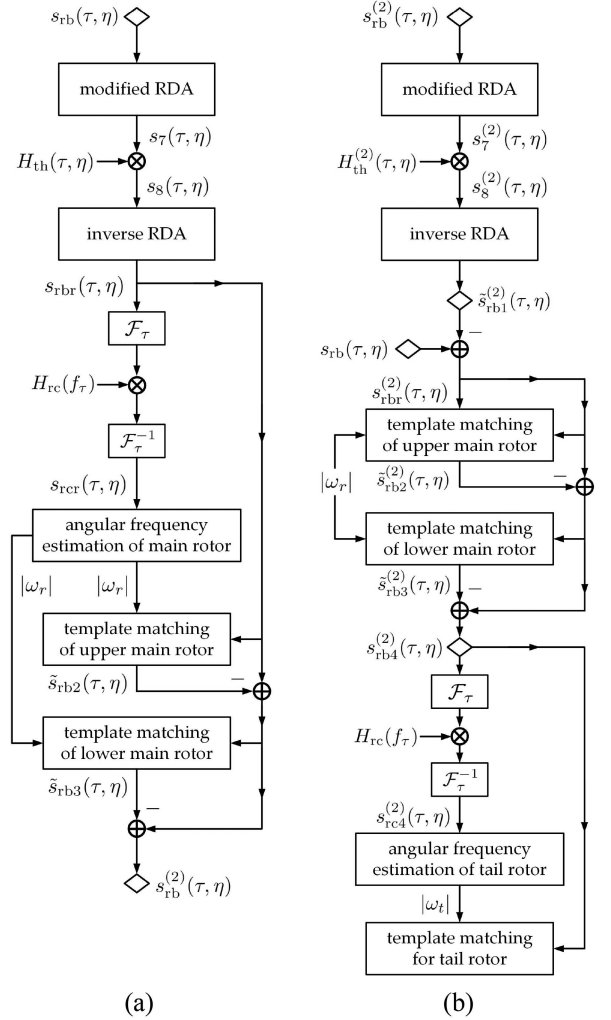 s_rb(τ, η)
modified RDA
s_7(τ, η)
H_th(τ, η)
s_8(τ, η)
inverse RDA
s_rbr(τ, η)
ℱ_τ
H_rc(f_τ)
ℱ_τ^−1
s_rcr(τ, η)
angular frequency
estimation of main rotor
|ω_r| |ω_r|
template matching
of upper main rotor
s̃_rb2(τ, η) −
template matching
of lower main rotor
s̃_rb3(τ, η) −
s_rb^(2)(τ, η)
(a)
s_rb^(2)(τ, η)
modified RDA
s_7^(2)(τ, η)
H_th^(2)(τ, η)
s_8^(2)(τ, η)
inverse RDA
s̃_rb1^(2)(τ, η)
−
s_rb(τ, η)
s_rbr^(2)(τ, η)
template matching
of upper main rotor
s̃_rb2^(2)(τ, η) −
|ω_r|
template matching
of lower main rotor
s̃_rb3^(2)(τ, η) −
s_rb4^(2)(τ, η)
ℱ_τ
H_rc(f_τ)
ℱ_τ^−1
s_rc4^(2)(τ, η)
angular frequency
estimation of tail rotor
|ω_t|
template matching
for tail rotor
(b)